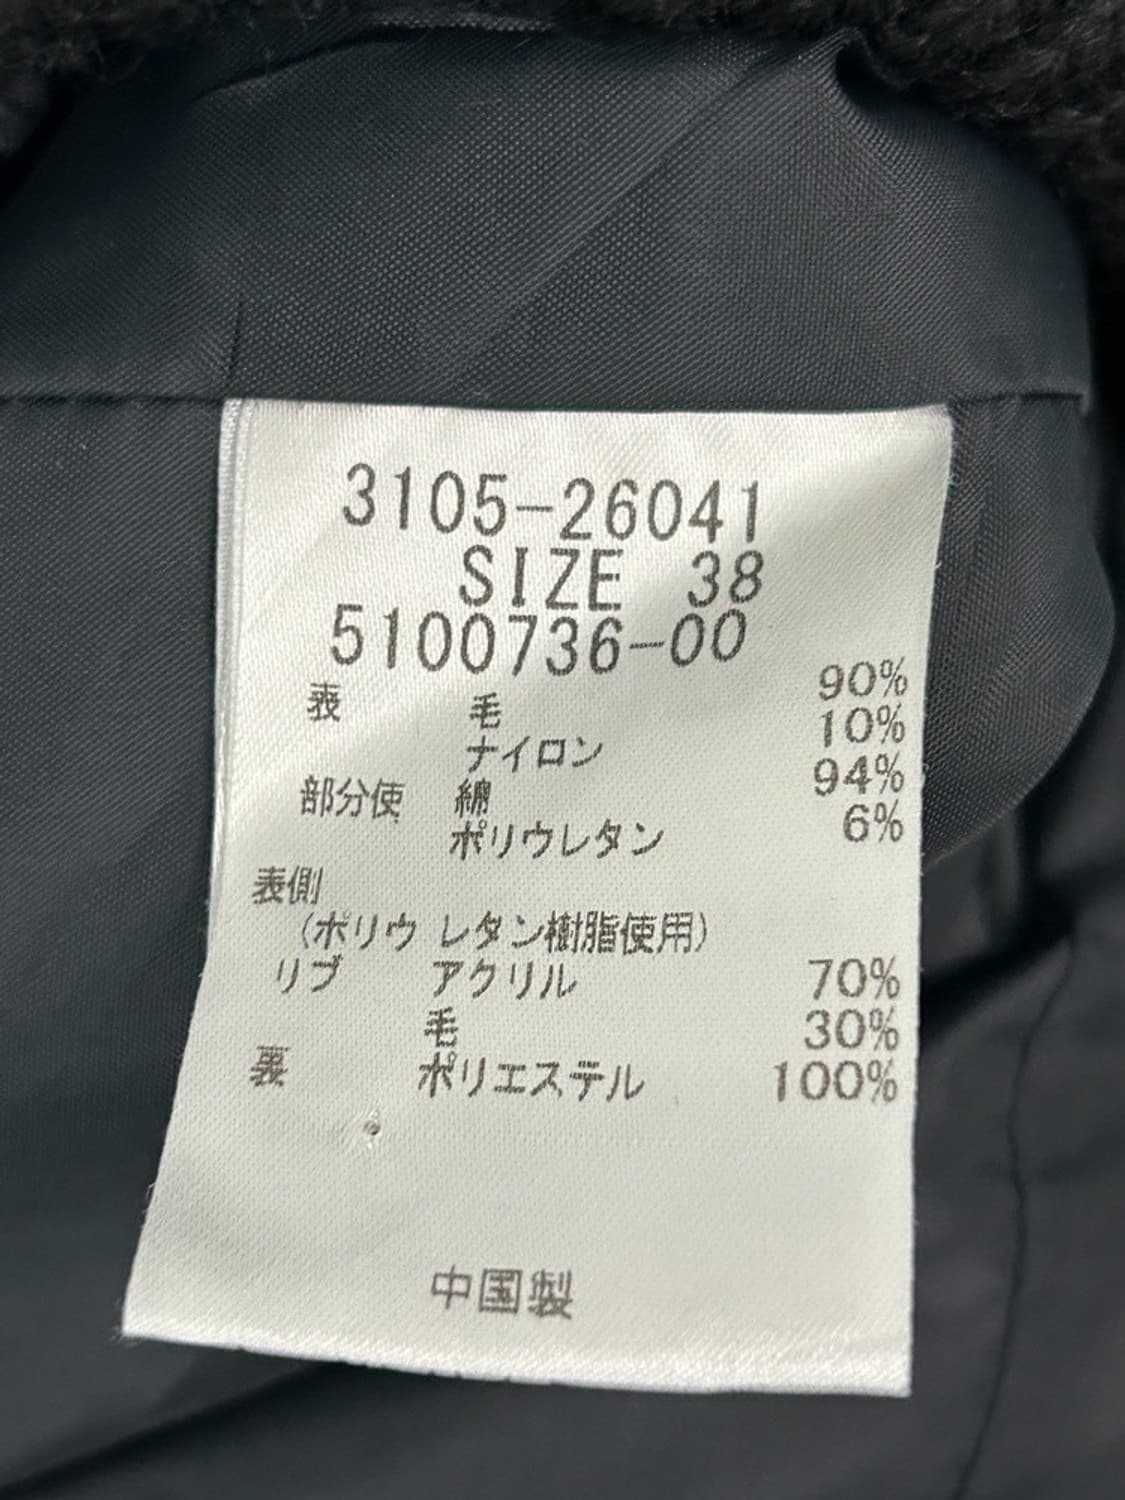 3105-26041
SIZE 38
5100736-00
表 毛 90%
ナイロン 10%
部分使 綿 94%
ポリウレタン 6%
表側
(ポリウレタン樹脂使用)
リブ アクリル 70%
毛 30%
裏 ポリエステル 100%
中国製